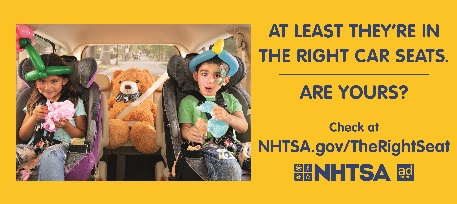 AT LEAST THEY'RE IN
THE RIGHT CAR SEATS.
ARE YOURS?
Check at
NHTSA.gov/TheRightSeat
NHTSA
ad